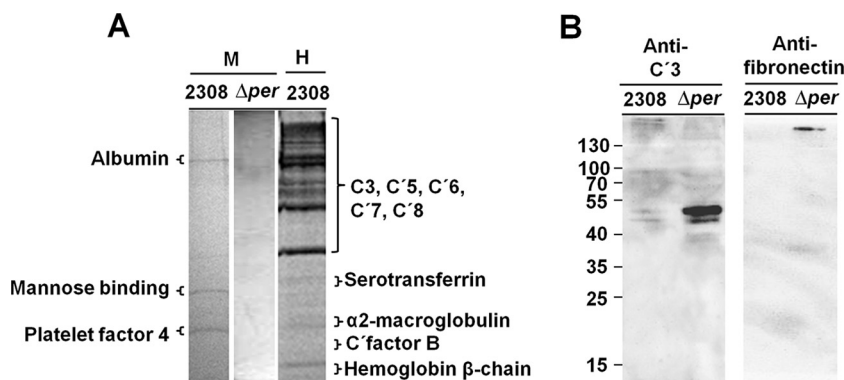 A
M H
2308 Δper 2308
Albumin
Mannose binding
Platelet factor 4
C3, C´5, C´6,
C´7, C´8
Serotransferrin
α2-macroglobulin
C´factor B
Hemoglobin β-chain
B
Anti-
C´3
Anti-
fibronectin
2308 Δper 2308 Δper
130
100
70
55
40
35
25
15